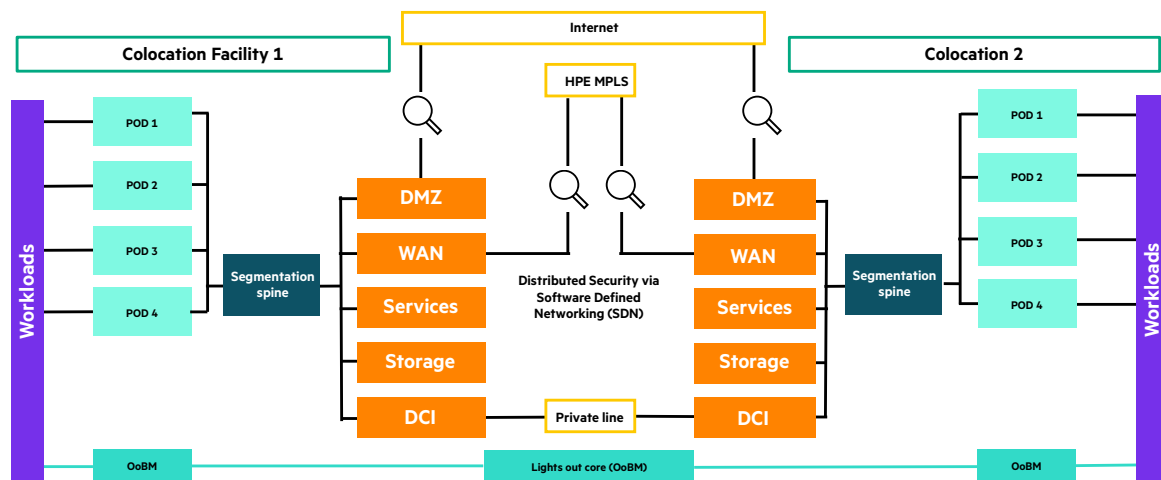 Internet
Colocation Facility 1
Colocation 2
HPE MPLS
Workloads
POD 1
POD 2
POD 3
POD 4
Segmentation
spine
DMZ
WAN
Services
Storage
DCI
Distributed Security via
Software Defined
Networking (SDN)
Private line
DMZ
WAN
Services
Storage
DCI
Segmentation
spine
POD 1
POD 2
POD 3
POD 4
Workloads
OoBM
Lights out core (OoBM)
OoBM